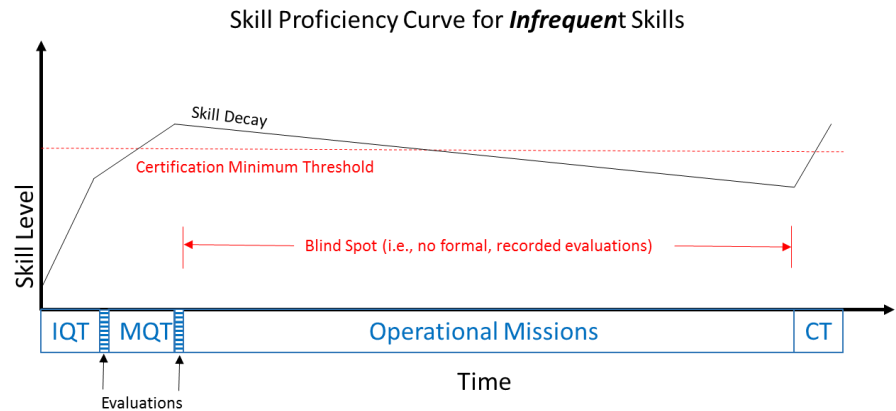 Skill Proficiency Curve for Infrequent Skills
Skill Decay
Certification Minimum Threshold
Skill Level
Blind Spot (i.e., no formal, recorded evaluations)
IQT
MQT
Operational Missions
CT
Time
Evaluations